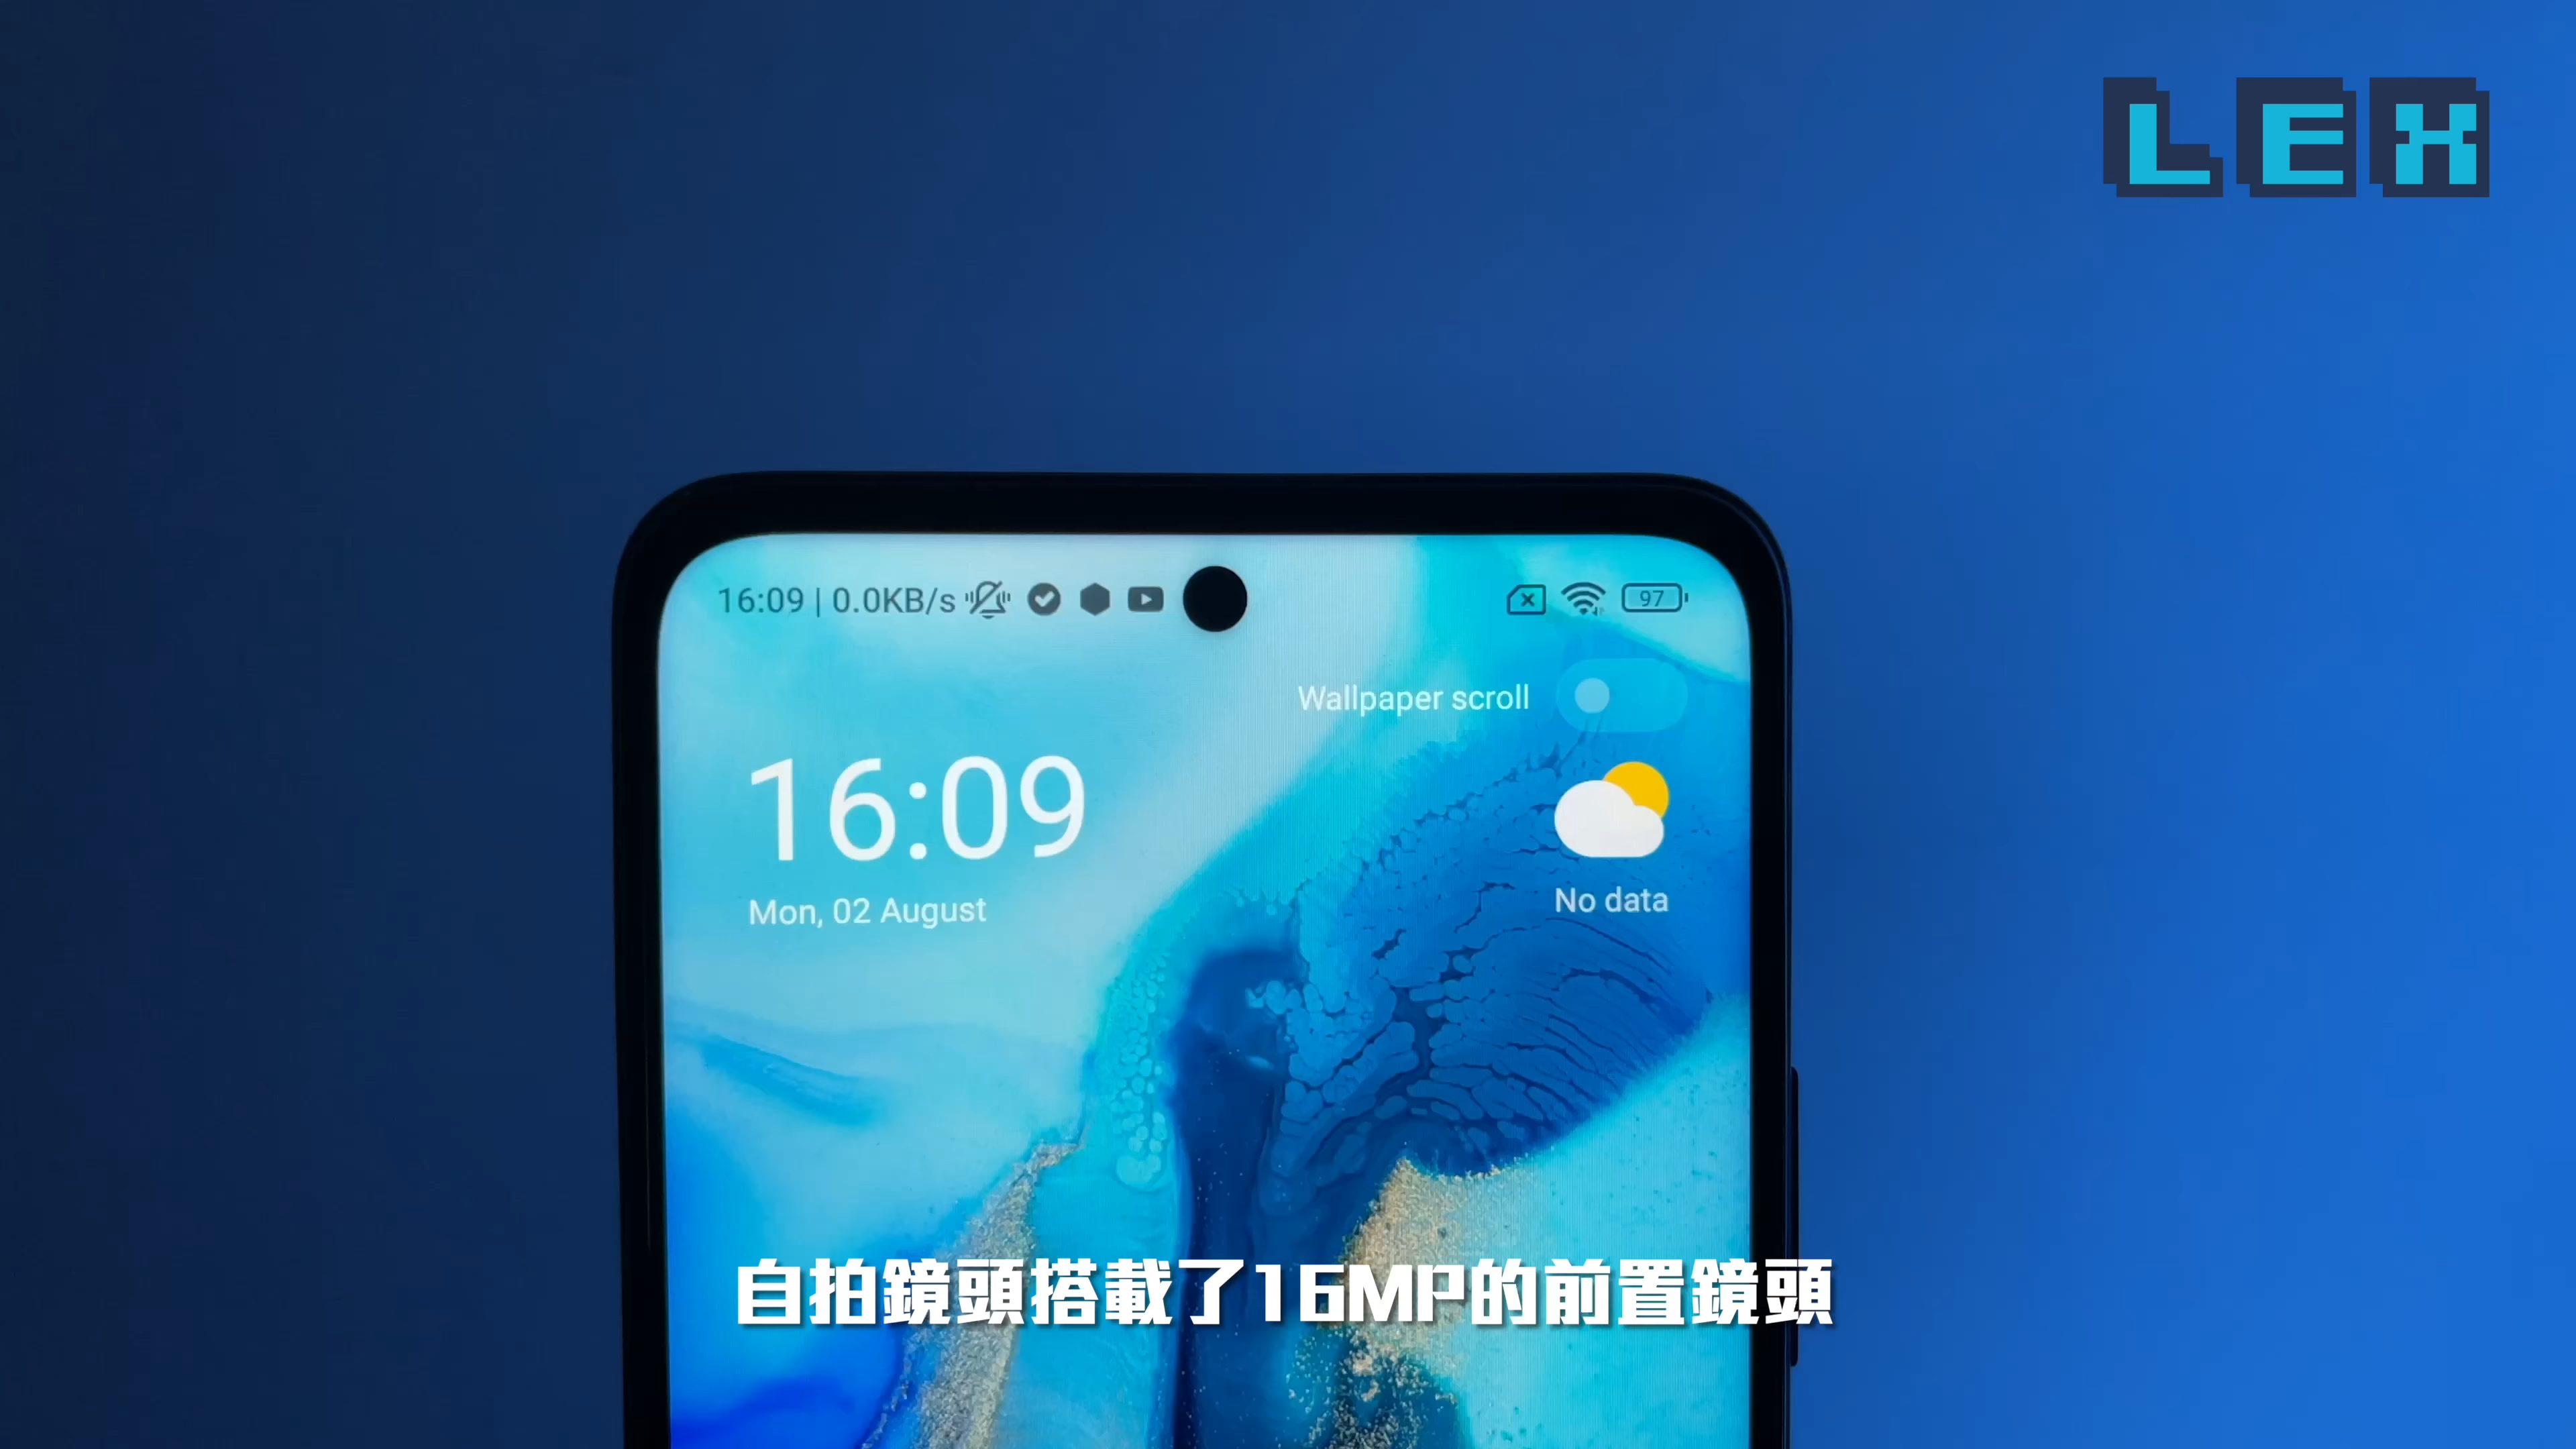 LEX
16:09 | 0.0KB/s
97
Wallpaper scroll
16:09
Mon, 02 August
No data
自拍鏡頭搭載了16MP的前置鏡頭